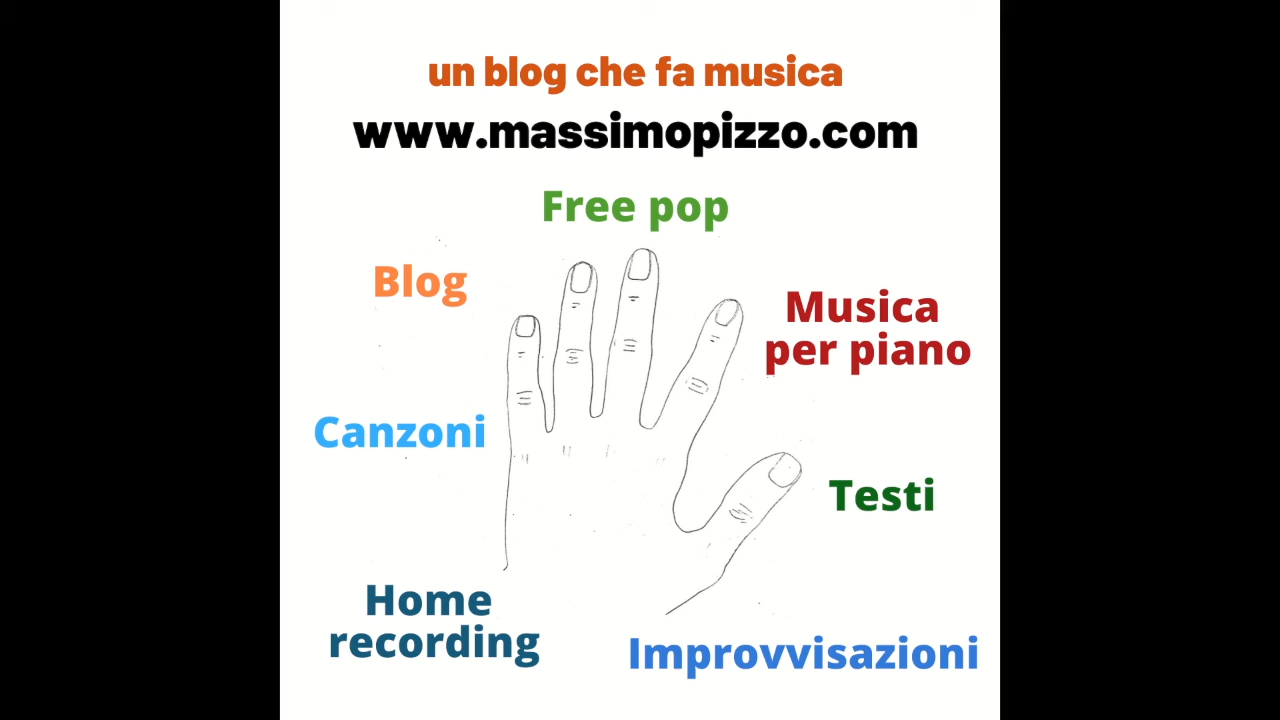 un blog che fa musica
www.massimopizzo.com
Free pop
Blog
Musica
per piano
Canzoni
Testi
Home
recording
Improvvisazioni